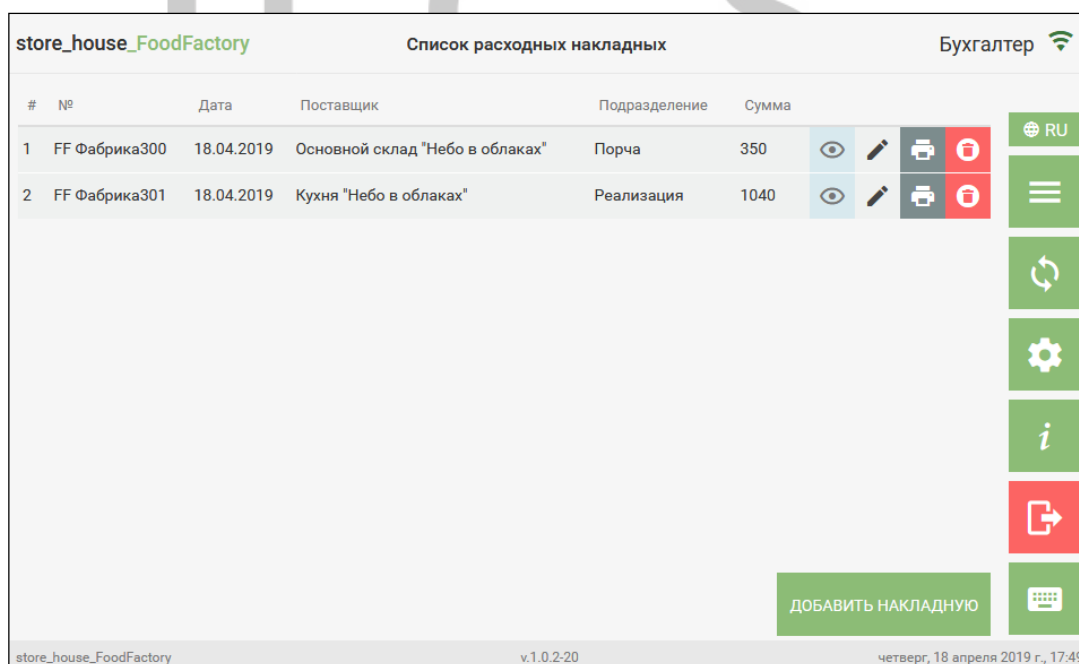 store_house_FoodFactory Список расходных накладных Бухгалтер
# № Дата Поставщик Подразделение Сумма
RU
1 FF Фабрика300 18.04.2019 Основной склад "Небо в облаках" Порча 350
2 FF Фабрика301 18.04.2019 Кухня "Небо в облаках" Реализация 1040
i
ДОБАВИТЬ НАКЛАДНУЮ
store_house_FoodFactory v.1.0.2-20 четверг, 18 апреля 2019 г., 17:49